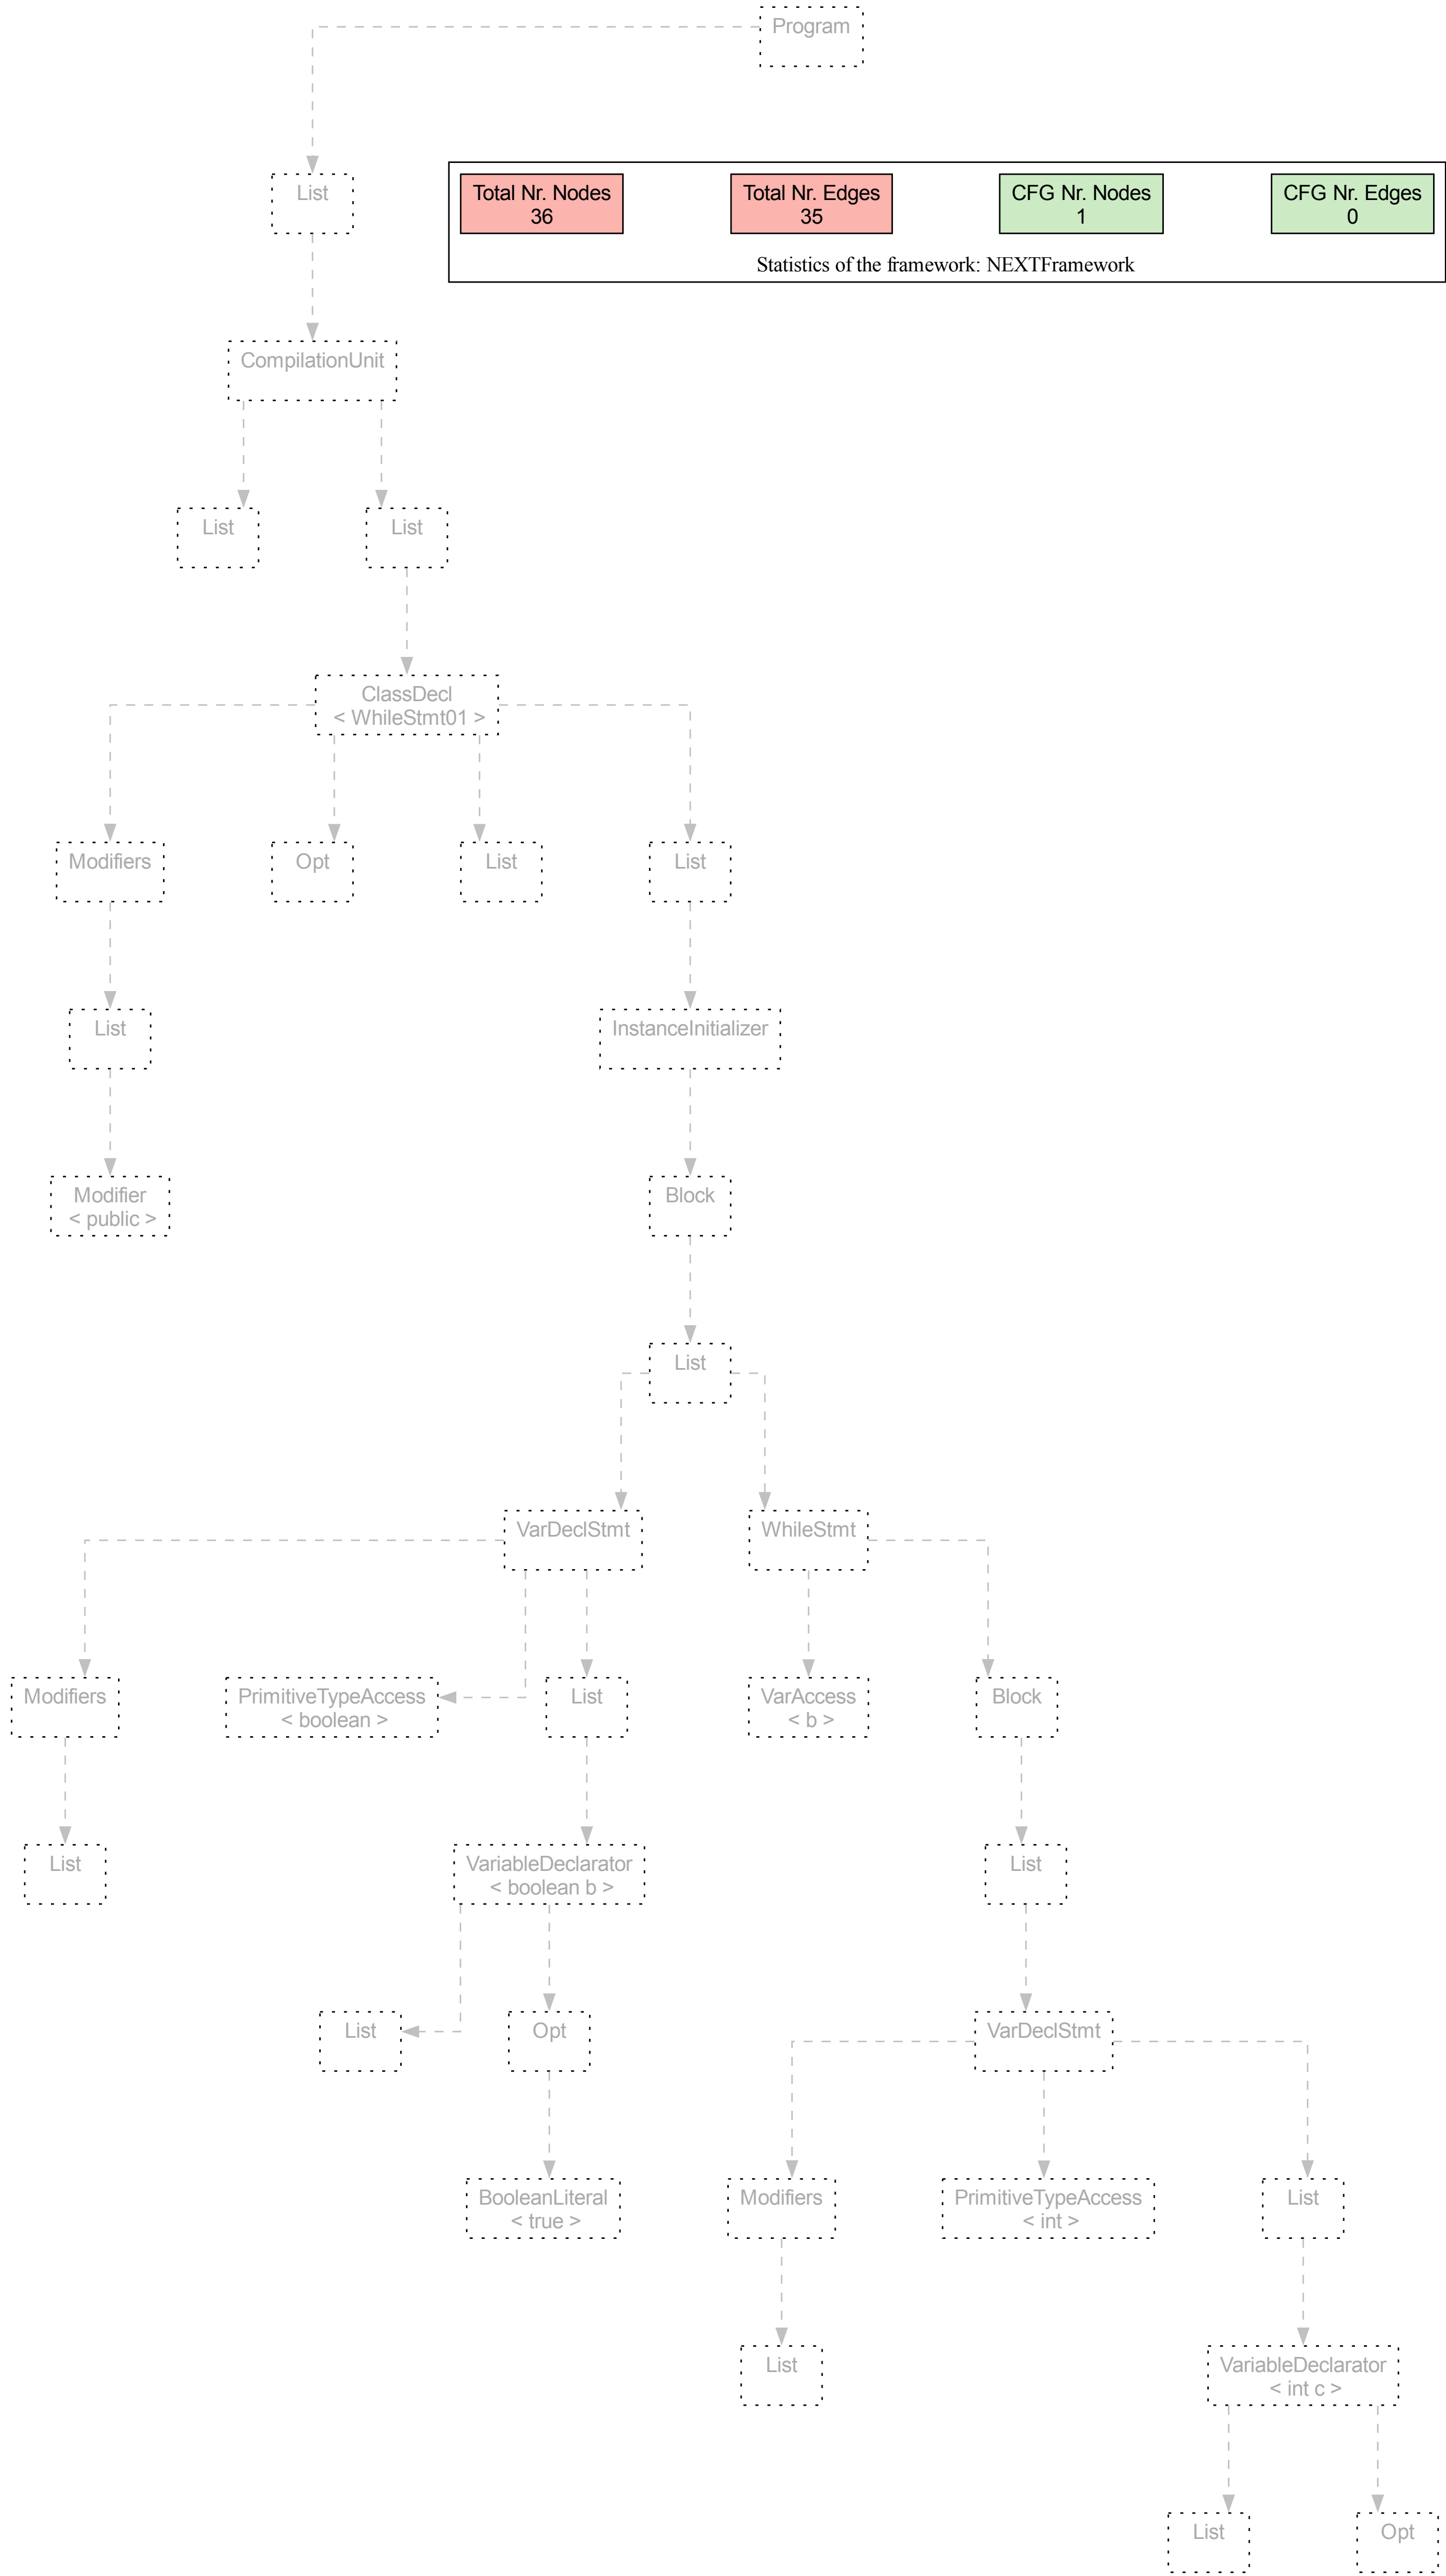 Program
List
Total Nr. Nodes
36
Total Nr. Edges
35
CFG Nr. Nodes
1
CFG Nr. Edges
0
Statistics of the framework: NEXTFramework
CompilationUnit
List
List
ClassDecl
< WhileStmt01 >
Modifiers
Opt
List
List
List
InstanceInitializer
Modifier
< public >
Block
List
VarDeclStmt
WhileStmt
Modifiers
PrimitiveTypeAccess
< boolean >
List
VarAccess
< b >
Block
List
VariableDeclarator
< boolean b >
List
List
Opt
VarDeclStmt
BooleanLiteral
< true >
Modifiers
PrimitiveTypeAccess
< int >
List
List
VariableDeclarator
< int c >
List
Opt